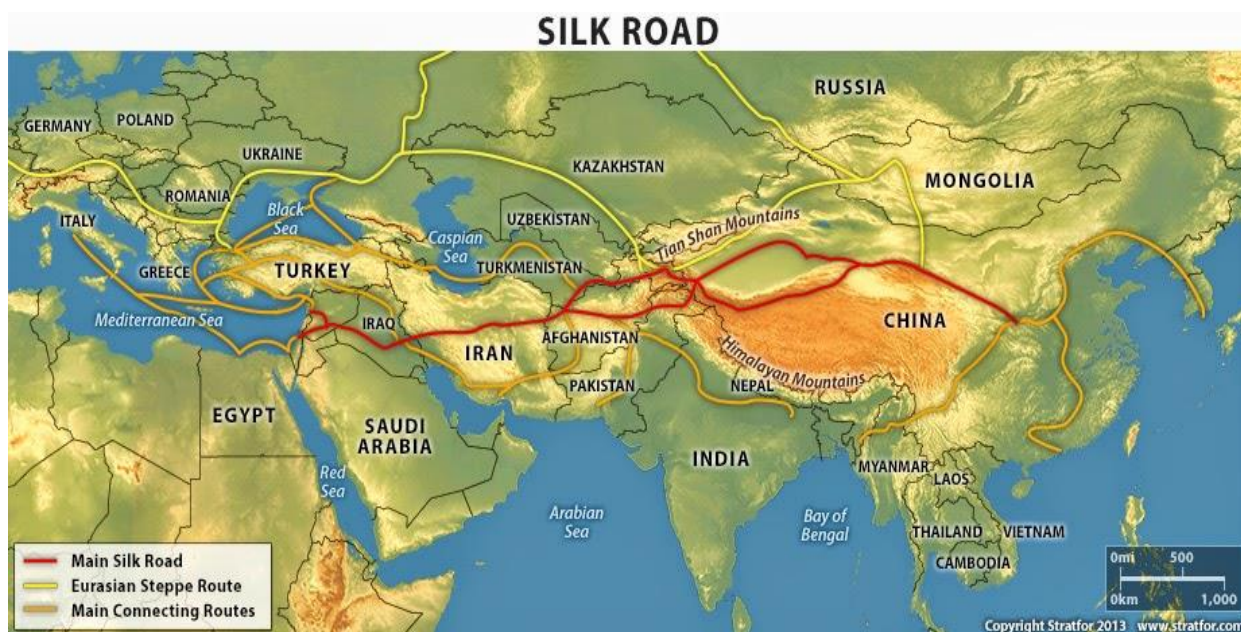 SILK ROAD
RUSSIA
GERMANY
POLAND
UKRAINE
KAZAKHSTAN
MONGOLIA
ROMANIA
ITALY
Black
Sea
UZBEKISTAN
Tian Shan Mountains
Caspian
Sea
GREECE
TURKEY
TURKMENISTAN
Mediterranean Sea
IRAQ
IRAN
AFGHANISTAN
CHINA
Himalayan Mountains
PAKISTAN
NEPAL
EGYPT
SAUDI
ARABIA
INDIA
MYANMAR
LAOS
Red
Sea
Arabian
Sea
Bay of
Bengal
THAILAND
VIETNAM
CAMBODIA
Main Silk Road
Eurasian Steppe Route
Main Connecting Routes
0mi 500
0km 1,000
Copyright Stratfor 2013 www.stratfor.com